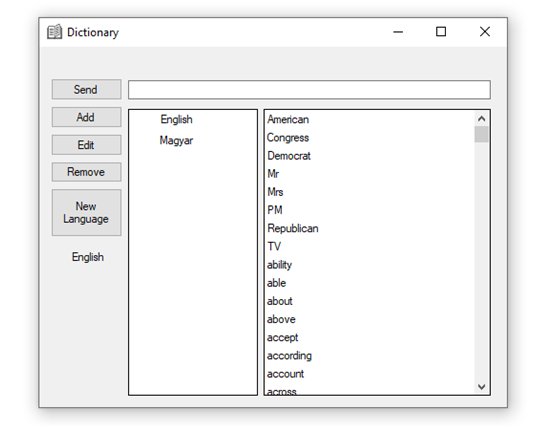 Dictionary
Send
Add
Edit
Remove
New
Language
English
English
Magyar
American
Congress
Democrat
Mr
Mrs
PM
Republican
TV
ability
able
about
above
accept
according
account
across